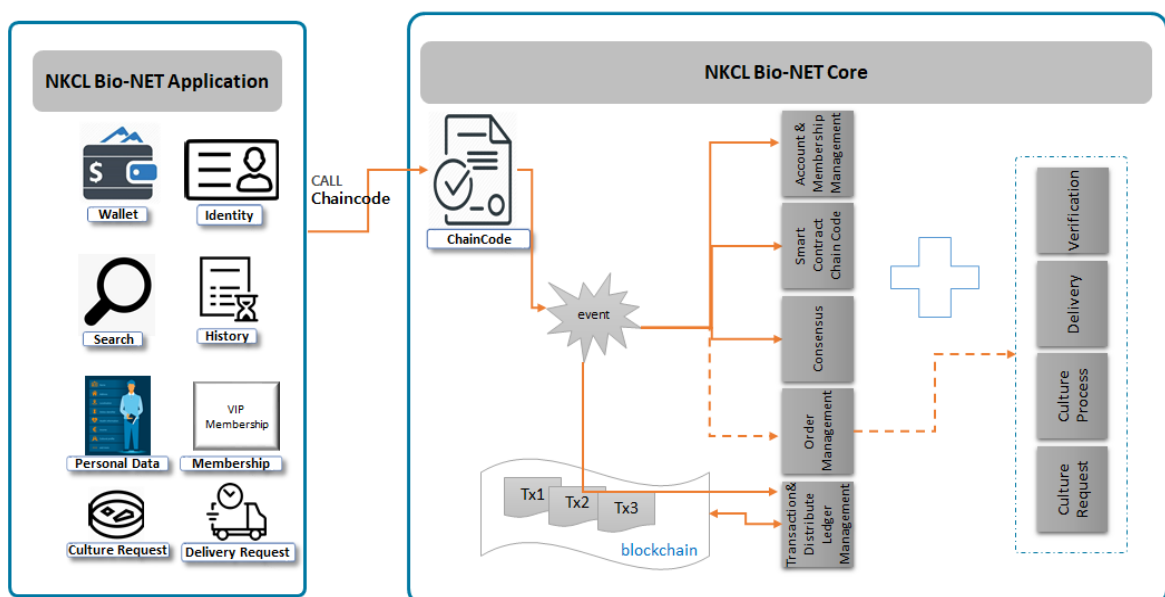 NKCL Bio-NET Application
Wallet
Identity
Search
History
VIP
Membership
Personal Data
Membership
Culture Request
Delivery Request
CALL
Chaincode
NKCL Bio-NET Core
ChainCode
event
Tx1
Tx2
Tx3
blockchain
Account &
Membership
Management
Smart
Contract
Chain Code
Consensus
Order
Management
Transaction&
Distribute
Ledger
Management
Verification
Delivery
Culture
Process
Culture
Request